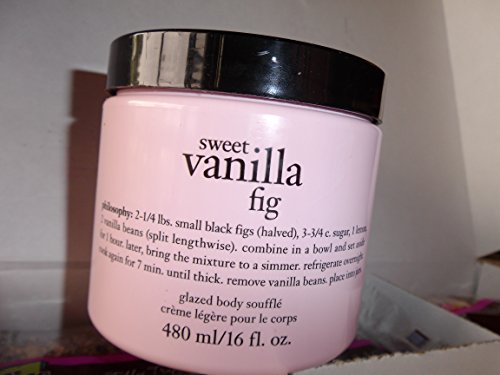 sweet
vanilla
fig
philosophy: 2-1/4 lbs. small black figs (halved), 3-3/4 c. sugar, 1 lemon,
2 vanilla beans (split lengthwise). combine in a bowl and set aside
for 1 hour. later, bring the mixture to a simmer. refrigerate overnight.
cook again for 7 min. until thick. remove vanilla beans. place into jars.
glazed body soufflé
crème légère pour le corps
480 ml/16 fl. oz.